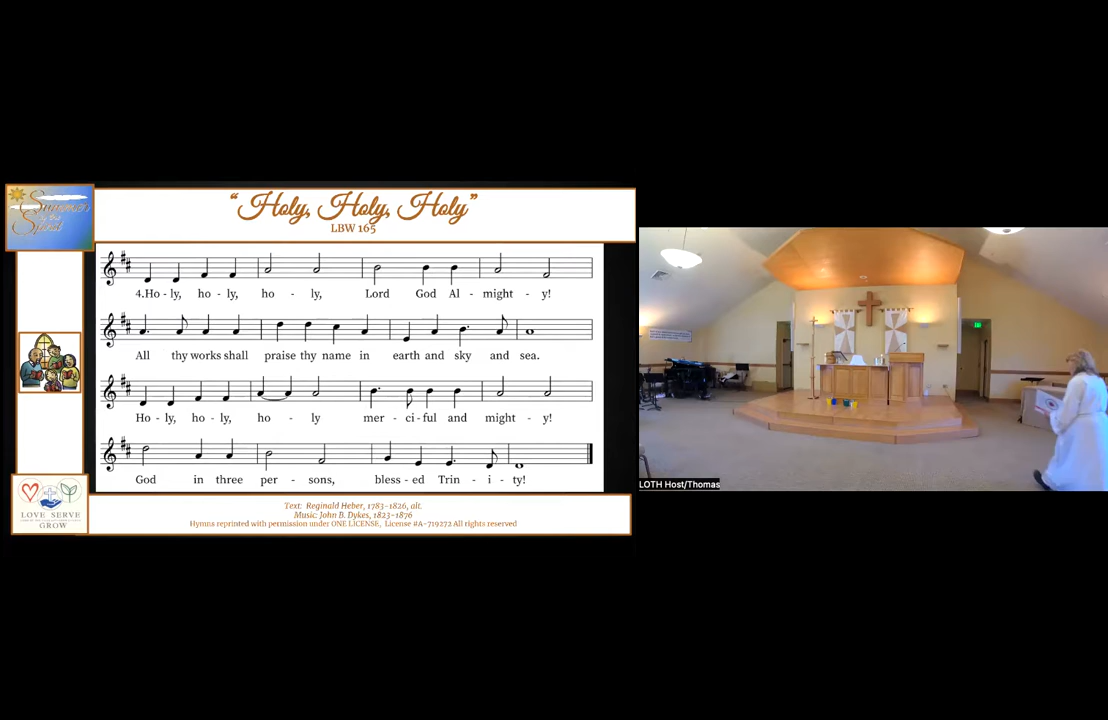 Summer
by the
“Holy, Holy, Holy”
LBW 165
4.Ho - ly, ho - ly, ho - ly, Lord God Al - might - y!
All thy works shall praise thy name in earth and sky and sea.
Ho - ly, ho - ly, ho - ly mer - ci - ful and might - y!
God in three per - sons, bless - ed Trin - i - ty!
LOVE SERVE
GROW
Text: Reginald Heber, 1783-1826, alt.
Music: John B. Dykes, 1823-1876
Hymns reprinted with permission under ONE LICENSE, License #A-719272 All rights reserved
LOTH Host/Thomas